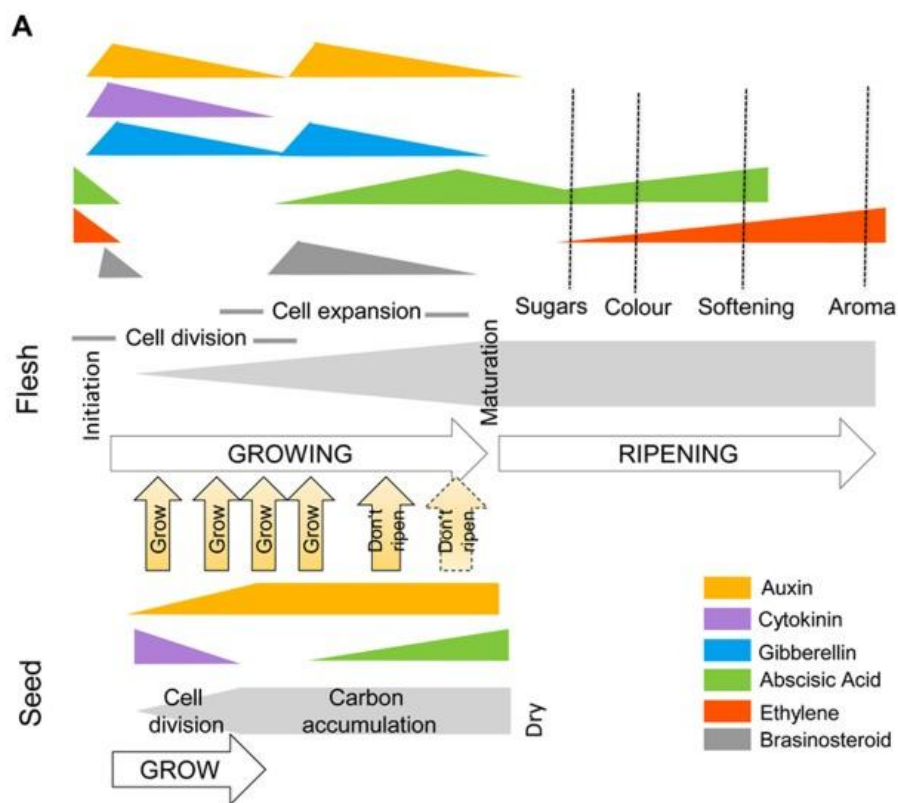 A
Sugars
Colour
Softening
Aroma
Cell expansion
Cell division
Flesh
Initiation
Maturation
GROWING
RIPENING
Grow
Grow
Grow
Grow
Don't
ripen
Don't
ripen
Seed
Cell
division
Carbon
accumulation
Dry
GROW
Auxin
Cytokinin
Gibberellin
Abscisic Acid
Ethylene
Brasinosteroid